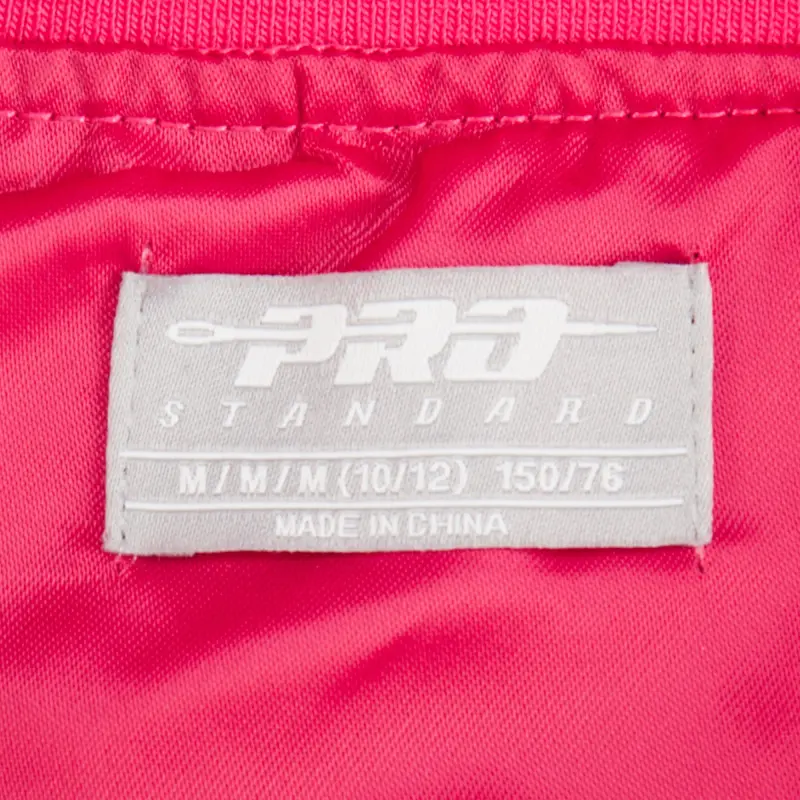 PRO
STANDARD
M/M/M (10/12) 150/76
MADE IN CHINA